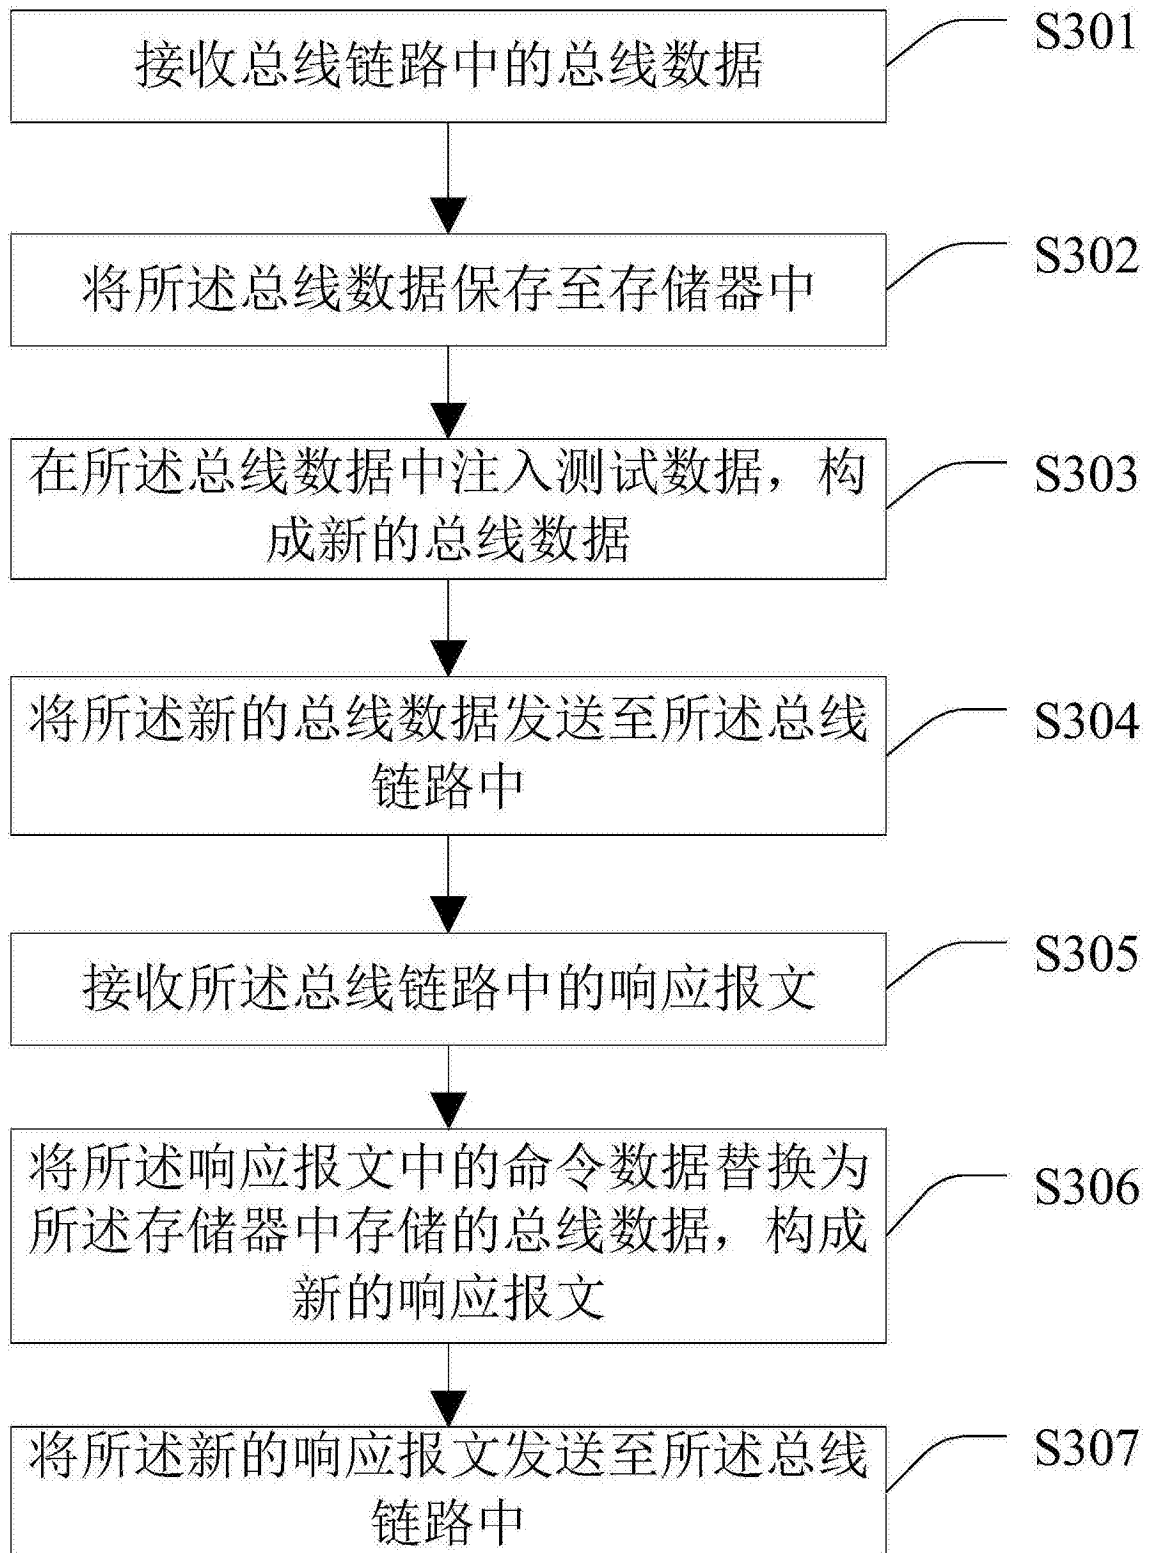 接收总线链路中的总线数据
S301
将所述总线数据保存至存储器中
S302
在所述总线数据中注入测试数据，构
成新的总线数据
S303
将所述新的总线数据发送至所述总线
链路中
S304
接收所述总线链路中的响应报文
S305
将所述响应报文中的命令数据替换为
所述存储器中存储的总线数据，构成
新的响应报文
S306
将所述新的响应报文发送至所述总线
链路中
S307